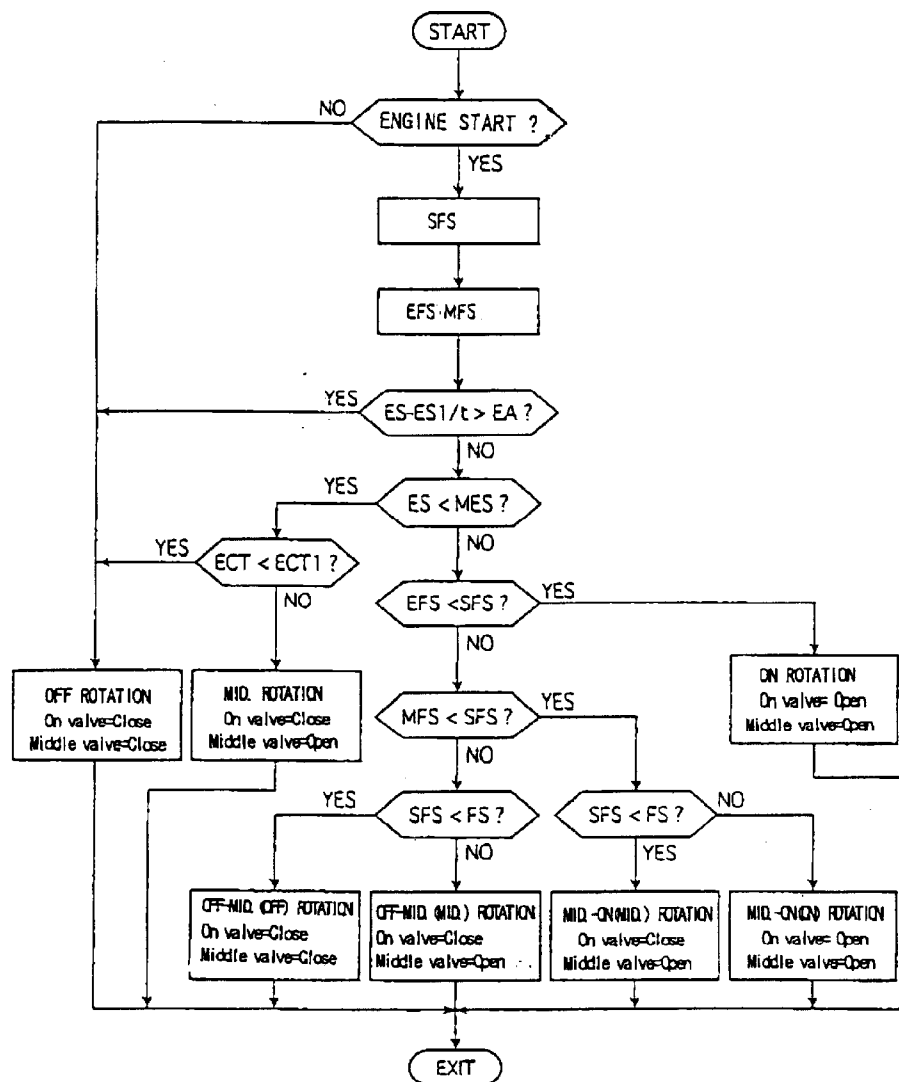 START
NO
ENGINE START ?
YES
SFS
EFS·MFS
YES
ES-ES1/t > EA ?
NO
YES
ES < MES ?
YES
ECT < ECT1 ?
NO
NO
EFS <SFS ?
YES
NO
OFF ROTATION
On valve=Close
Middle valve=Close
MID. ROTATION
On valve=Close
Middle valve=Open
MFS < SFS ?
YES
ON ROTATION
On valve= Open
Middle valve=Open
NO
YES
SFS < FS ?
NO
SFS < FS ?
NO
YES
OFF-MID. (OFF) ROTATION
On valve=Close
Middle valve=Close
OFF-MID. (MID.) ROTATION
On valve=Close
Middle valve=Open
MID.-ON(MID.) ROTATION
On valve=Close
Middle valve=Open
MID.-ON(ON) ROTATION
On valve= Open
Middle valve=Open
EXIT